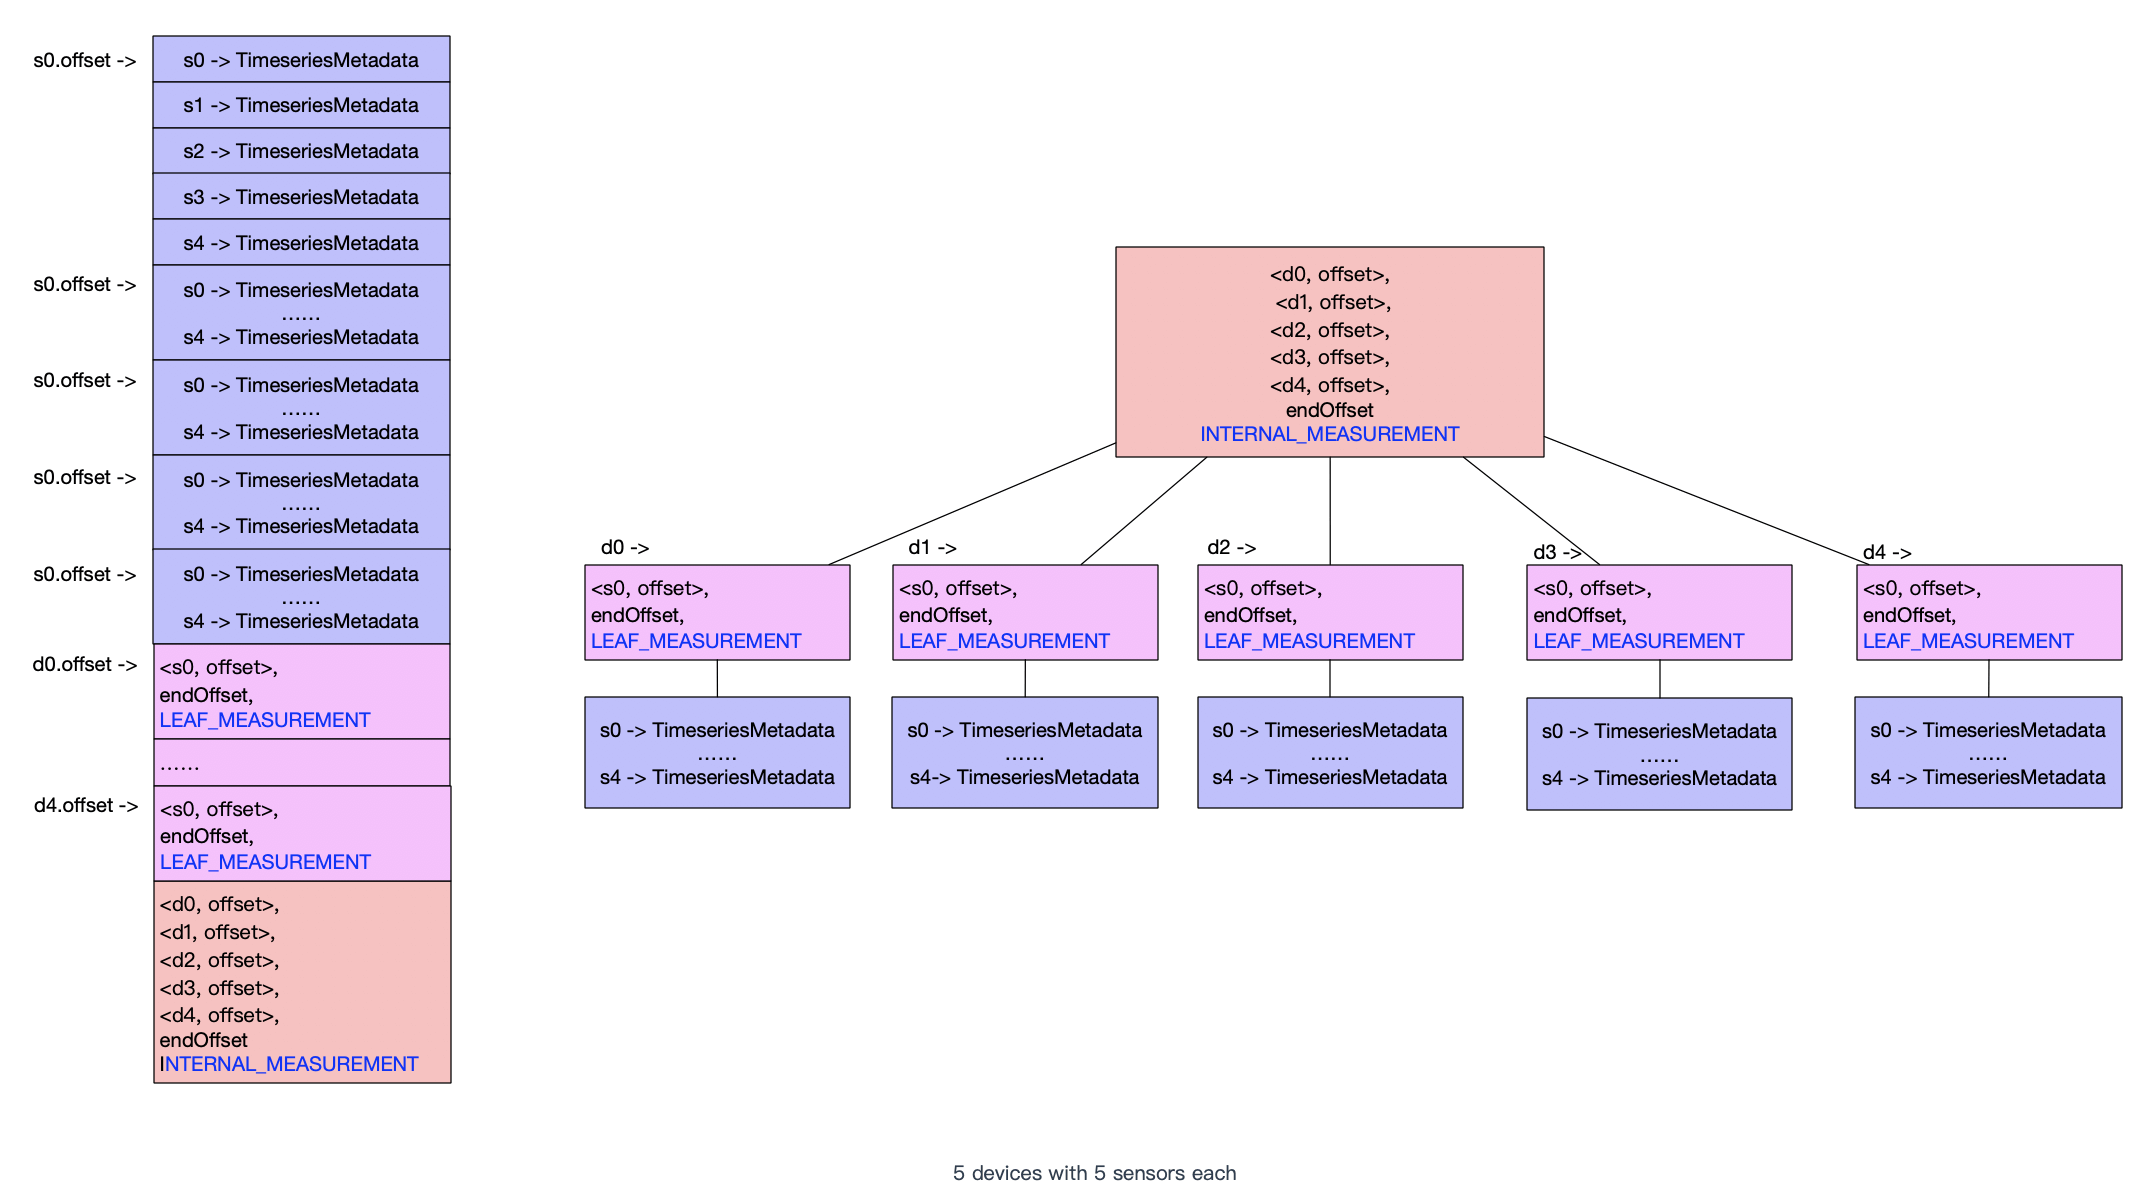 s0.offset ->
s0 -> TimeseriesMetadata
s1 -> TimeseriesMetadata
s2 -> TimeseriesMetadata
s3 -> TimeseriesMetadata
s4 -> TimeseriesMetadata
s0.offset ->
s0 -> TimeseriesMetadata
......
s4 -> TimeseriesMetadata
s0.offset ->
s0 -> TimeseriesMetadata
......
s4 -> TimeseriesMetadata
s0.offset ->
s0 -> TimeseriesMetadata
......
s4 -> TimeseriesMetadata
s0.offset ->
s0 -> TimeseriesMetadata
......
s4 -> TimeseriesMetadata
d0.offset ->
<s0, offset>,
endOffset,
LEAF_MEASUREMENT
......
d4.offset ->
<s0, offset>,
endOffset,
LEAF_MEASUREMENT
<d0, offset>,
<d1, offset>,
<d2, offset>,
<d3, offset>,
<d4, offset>,
endOffset
INTERNAL_MEASUREMENT
<d0, offset>,
<d1, offset>,
<d2, offset>,
<d3, offset>,
<d4, offset>,
endOffset
INTERNAL_MEASUREMENT
d0 ->
<s0, offset>,
endOffset,
LEAF_MEASUREMENT
s0 -> TimeseriesMetadata
......
s4 -> TimeseriesMetadata
d1 ->
<s0, offset>,
endOffset,
LEAF_MEASUREMENT
s0 -> TimeseriesMetadata
......
s4-> TimeseriesMetadata
d2 ->
<s0, offset>,
endOffset,
LEAF_MEASUREMENT
s0 -> TimeseriesMetadata
......
s4 -> TimeseriesMetadata
d3 ->
<s0, offset>,
endOffset,
LEAF_MEASUREMENT
s0 -> TimeseriesMetadata
......
s4 -> TimeseriesMetadata
d4 ->
<s0, offset>,
endOffset,
LEAF_MEASUREMENT
s0 -> TimeseriesMetadata
......
s4 -> TimeseriesMetadata
5 devices with 5 sensors each